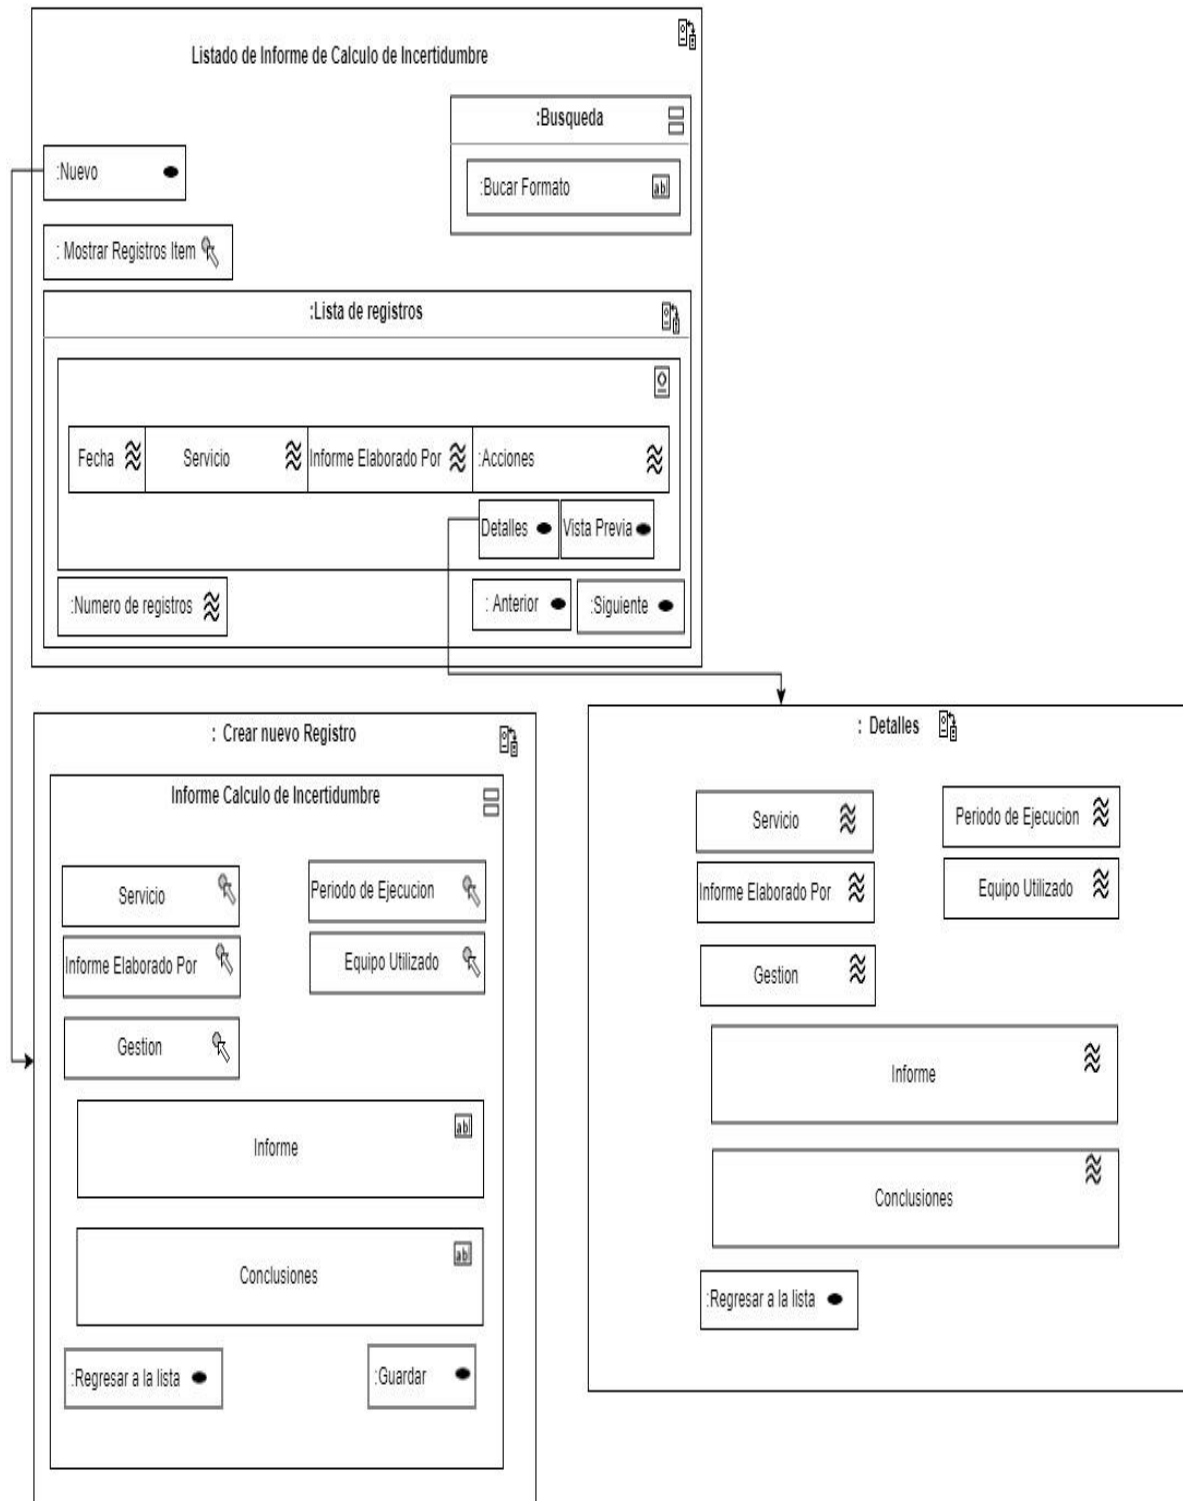 Listado de Informe de Calculo de Incertidumbre
:Busqueda
:Bucar Formato
ab
:Nuevo
: Mostrar Registros Item
:Lista de registros
Fecha
Servicio
Informe Elaborado Por
:Acciones
Detalles
Vista Previa
:Numero de registros
: Anterior
:Siguiente
: Crear nuevo Registro
Informe Calculo de Incertidumbre
Servicio
Periodo de Ejecucion
Informe Elaborado Por
Equipo Utilizado
Gestion
Informe
ab
Conclusiones
ab
:Regresar a la lista
:Guardar
: Detalles
Servicio
Periodo de Ejecucion
Informe Elaborado Por
Equipo Utilizado
Gestion
Informe
Conclusiones
:Regresar a la lista